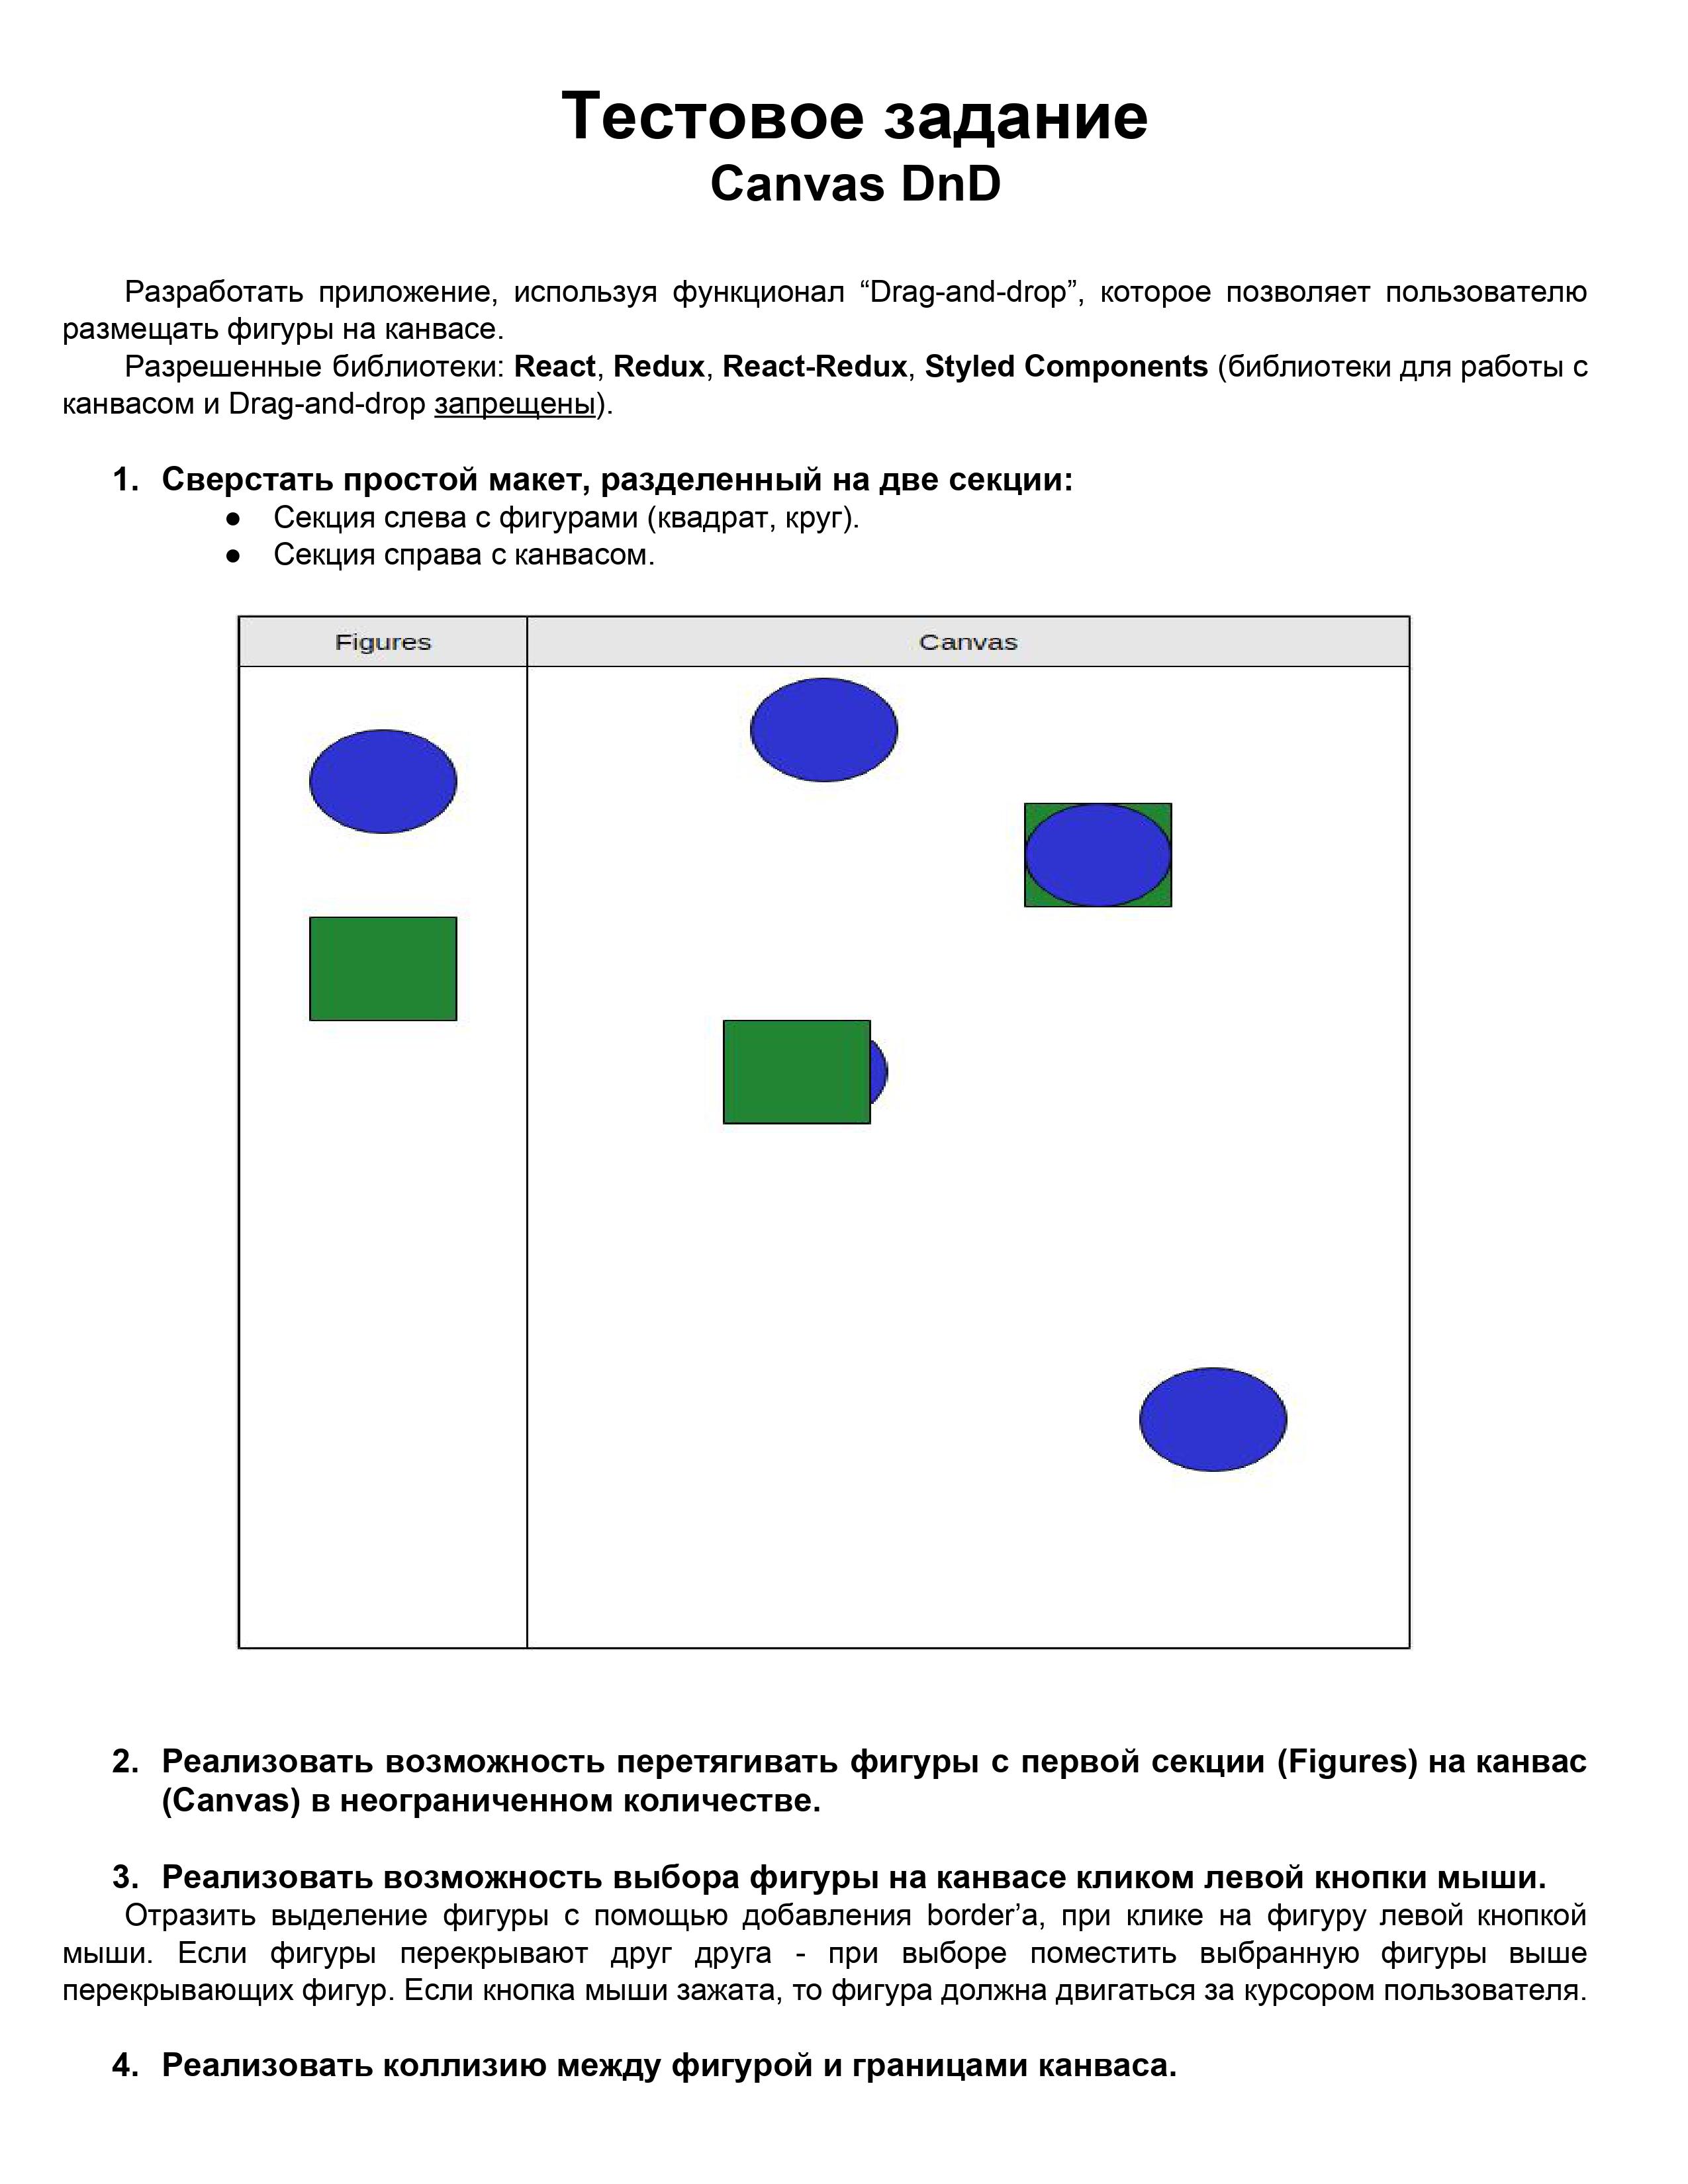 Тестовое задание
Canvas DnD
Разработать приложение, используя функционал “Drag-and-drop”, которое позволяет пользователю
размещать фигуры на канвасе.
Разрешенные библиотеки: React, Redux, React-Redux, Styled Components (библиотеки для работы с
канвасом и Drag-and-drop запрещены).
1. Сверстать простой макет, разделенный на две секции:
● Секция слева с фигурами (квадрат, круг).
● Секция справа с канвасом.
Figures Canvas
2. Реализовать возможность перетягивать фигуры с первой секции (Figures) на канвас
(Canvas) в неограниченном количестве.
3. Реализовать возможность выбора фигуры на канвасе кликом левой кнопки мыши.
Отразить выделение фигуры с помощью добавления border’а, при клике на фигуру левой кнопкой
мыши. Если фигуры перекрывают друг друга - при выборе поместить выбранную фигуры выше
перекрывающих фигур. Если кнопка мыши зажата, то фигура должна двигаться за курсором пользователя.
4. Реализовать коллизию между фигурой и границами канваса.